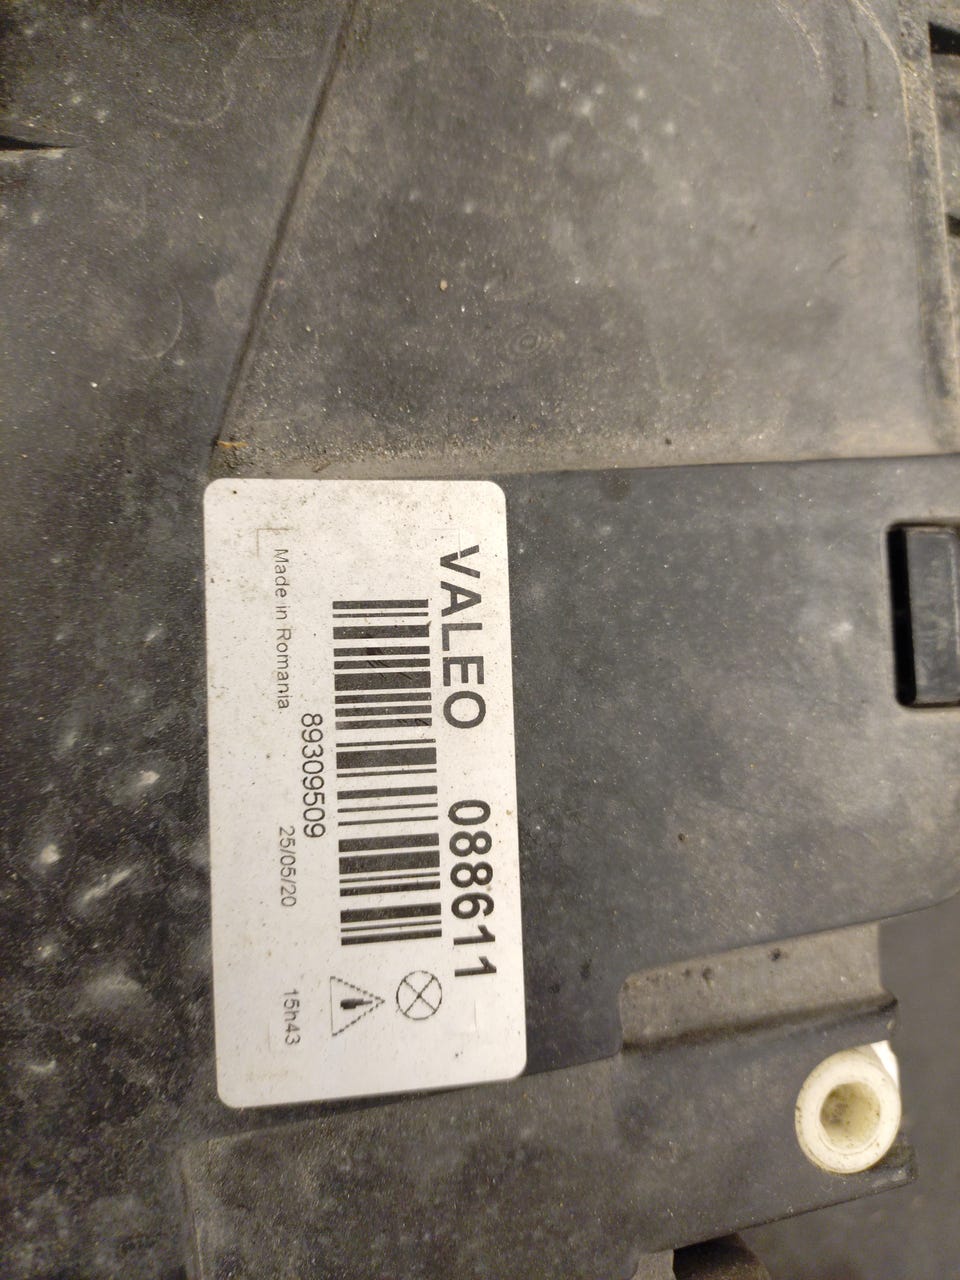 VALEO 088611
89309509
Made in Romania. 25/05/20 15h43